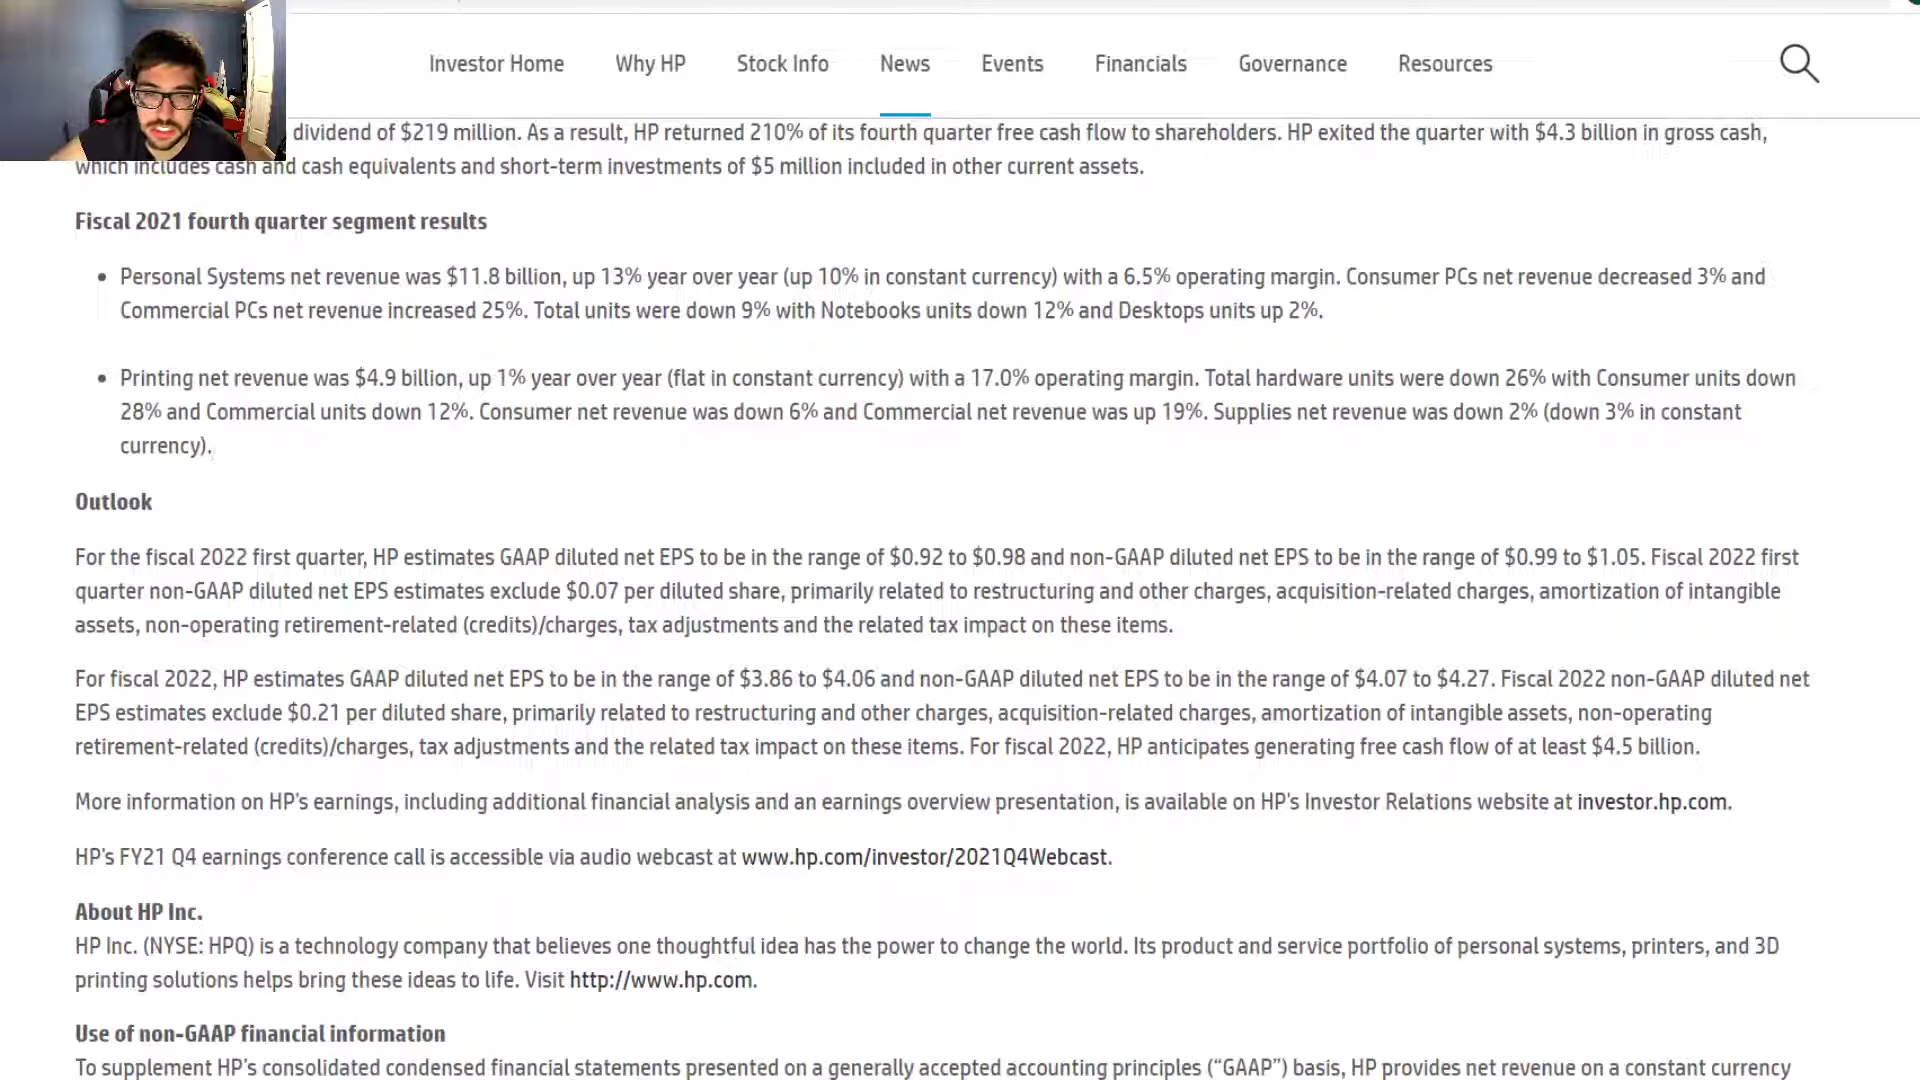 Investor Home Why HP Stock Info News Events Financials Governance Resources
dividend of $219 million. As a result, HP returned 210% of its fourth quarter free cash flow to shareholders. HP exited the quarter with $4.3 billion in gross cash,
which includes cash and cash equivalents and short-term investments of $5 million included in other current assets.
Fiscal 2021 fourth quarter segment results
• Personal Systems net revenue was $11.8 billion, up 13% year over year (up 10% in constant currency) with a 6.5% operating margin. Consumer PCs net revenue decreased 3% and
Commercial PCs net revenue increased 25%. Total units were down 9% with Notebooks units down 12% and Desktops units up 2%.
• Printing net revenue was $4.9 billion, up 1% year over year (flat in constant currency) with a 17.0% operating margin. Total hardware units were down 26% with Consumer units down
28% and Commercial units down 12%. Consumer net revenue was down 6% and Commercial net revenue was up 19%. Supplies net revenue was down 2% (down 3% in constant
currency).
Outlook
For the fiscal 2022 first quarter, HP estimates GAAP diluted net EPS to be in the range of $0.92 to $0.98 and non-GAAP diluted net EPS to be in the range of $0.99 to $1.05. Fiscal 2022 first
quarter non-GAAP diluted net EPS estimates exclude $0.07 per diluted share, primarily related to restructuring and other charges, acquisition-related charges, amortization of intangible
assets, non-operating retirement-related (credits)/charges, tax adjustments and the related tax impact on these items.
For fiscal 2022, HP estimates GAAP diluted net EPS to be in the range of $3.86 to $4.06 and non-GAAP diluted net EPS to be in the range of $4.07 to $4.27. Fiscal 2022 non-GAAP diluted net
EPS estimates exclude $0.21 per diluted share, primarily related to restructuring and other charges, acquisition-related charges, amortization of intangible assets, non-operating
retirement-related (credits)/charges, tax adjustments and the related tax impact on these items. For fiscal 2022, HP anticipates generating free cash flow of at least $4.5 billion.
More information on HP's earnings, including additional financial analysis and an earnings overview presentation, is available on HP's Investor Relations website at investor.hp.com.
HP's FY21 Q4 earnings conference call is accessible via audio webcast at www.hp.com/investor/2021Q4Webcast.
About HP Inc.
HP Inc. (NYSE: HPQ) is a technology company that believes one thoughtful idea has the power to change the world. Its product and service portfolio of personal systems, printers, and 3D
printing solutions helps bring these ideas to life. Visit http://www.hp.com.
Use of non-GAAP financial information
To supplement HP's consolidated condensed financial statements presented on a generally accepted accounting principles (“GAAP”) basis, HP provides net revenue on a constant currency